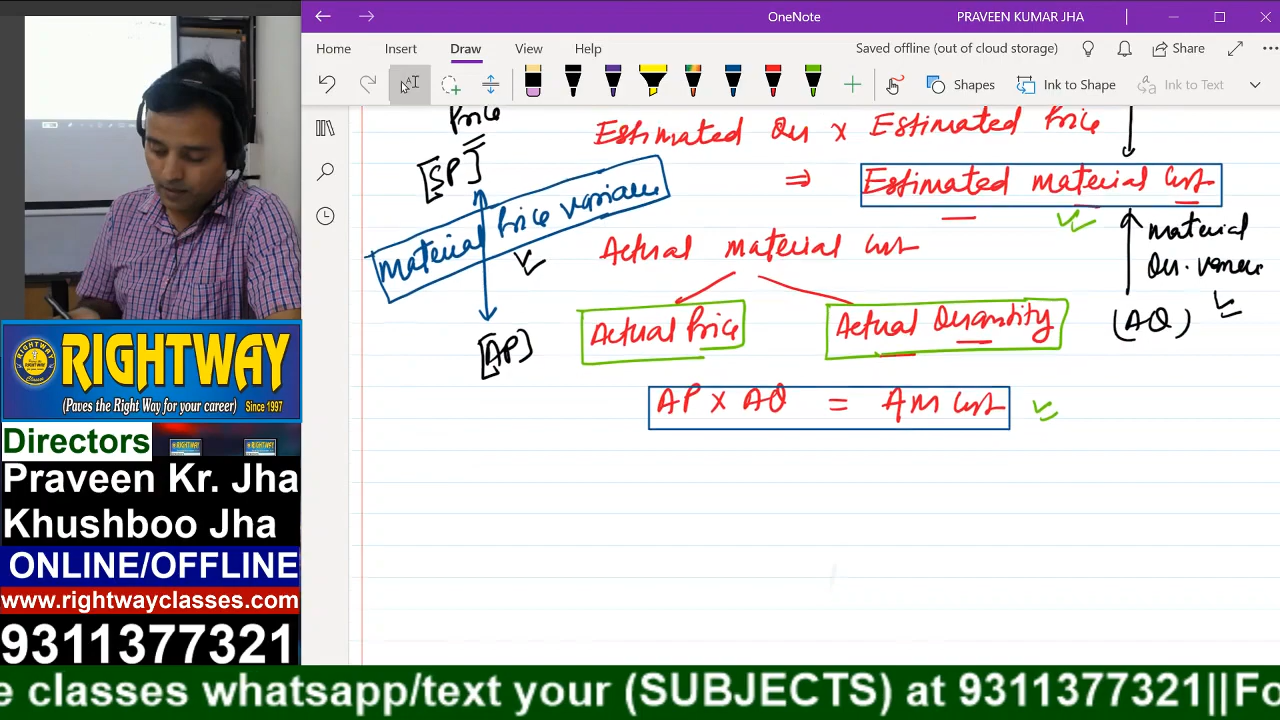 OneNote
PRAVEEN KUMAR JHA
Home Insert Draw View Help
Saved offline (out of cloud storage)
Share
Shapes
Ink to Shape
Ink to Text
Price
[SP]
Estimated Qu × Estimated Price
⇒ Estimated material Cost
material Price variance
Actual material Cost
material
Qu. variance
(AQ)
Actual Price
Actual Quantity
[AP]
AP × AQ = AM Cost
RIGHTWAY
(Paves the Right Way for your career) Since 1997
Directors
Praveen Kr. Jha
Khushboo Jha
ONLINE/OFFLINE
www.rightwayclasses.com
9311377321
e classes whatsapp/text your (SUBJECTS) at 9311377321||Fo